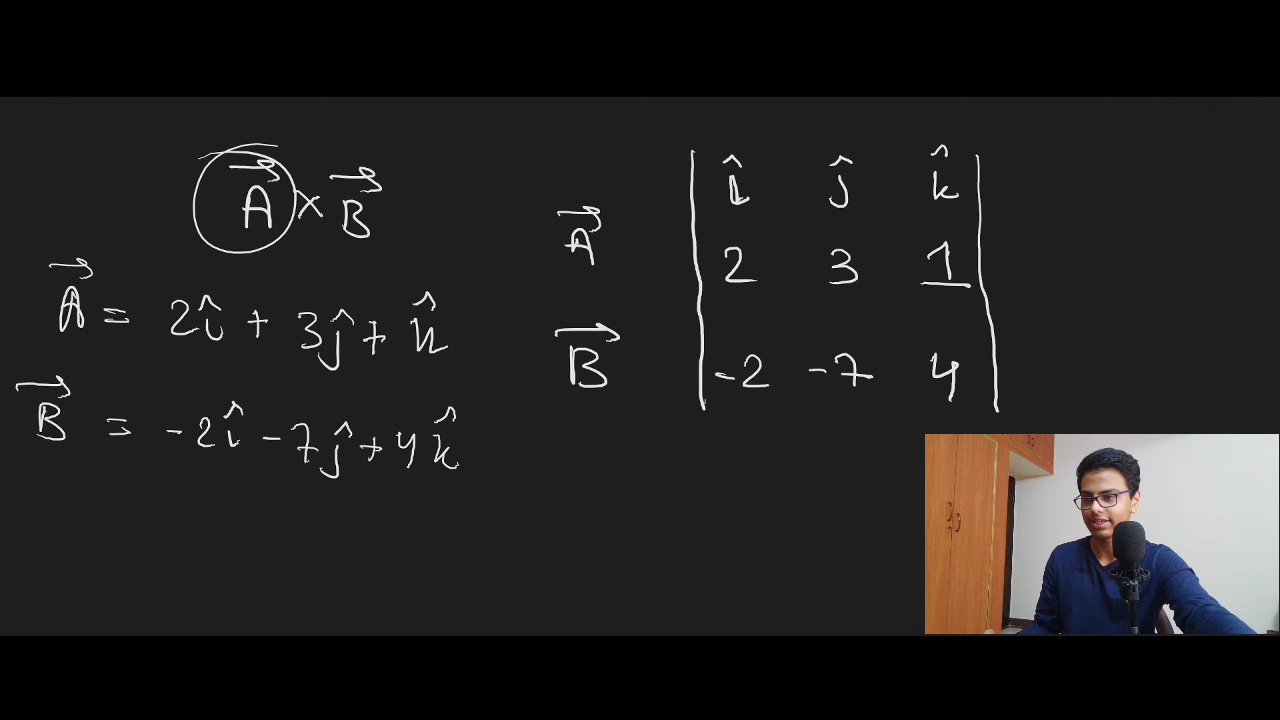 A⃗ × B⃗
A⃗ = 2î + 3ĵ + k̂
B⃗ = -2î - 7ĵ + 4k̂
î ĵ k̂
A⃗ 2 3 1
B⃗ -2 -7 4